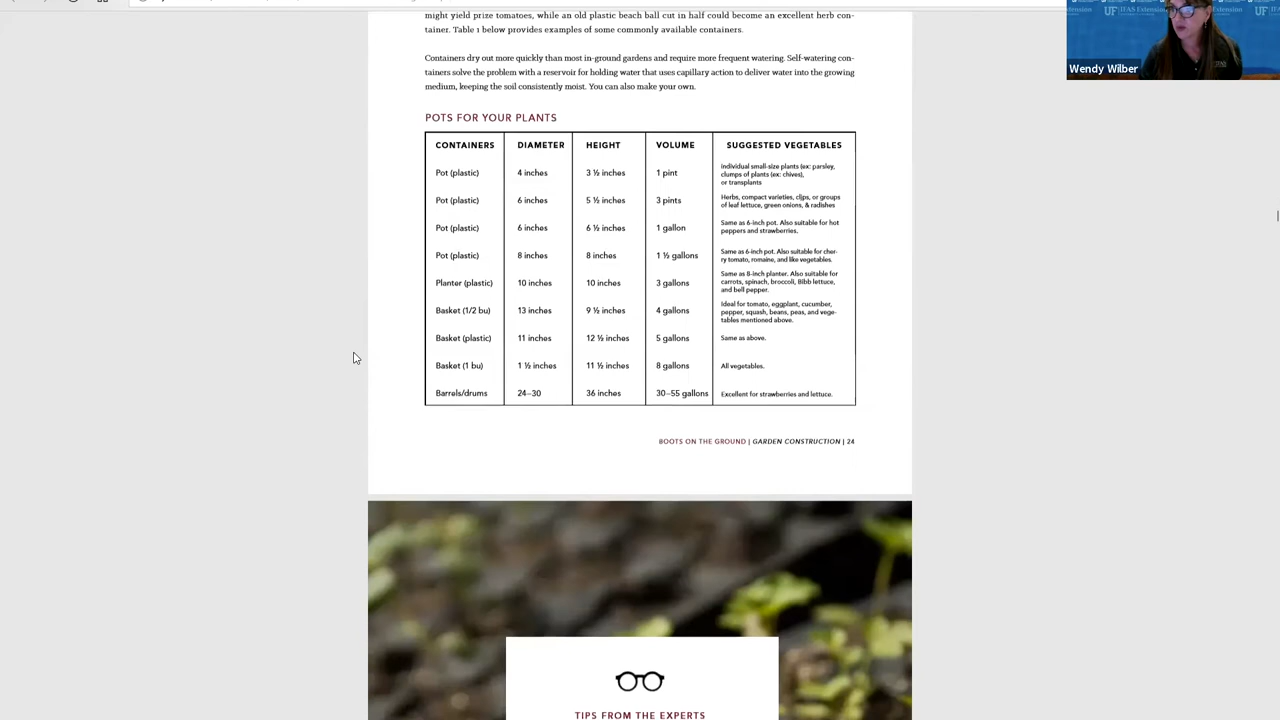 might yield prize tomatoes, while an old plastic beach ball cut in half could become an excellent herb con-
tainer. Table 1 below provides examples of some commonly available containers.
Containers dry out more quickly than most in-ground gardens and require more frequent watering. Self-watering con-
tainers solve the problem with a reservoir for holding water that uses capillary action to deliver water into the growing
medium, keeping the soil consistently moist. You can also make your own.
POTS FOR YOUR PLANTS
CONTAINERS DIAMETER HEIGHT VOLUME SUGGESTED VEGETABLES
Pot (plastic) 4 inches 3 ½ inches 1 pint individual small-size plants (ex: parsley,
clumps of plants (ex: chives),
or transplants
Pot (plastic) 6 inches 5 ½ inches 3 pints Herbs, compact varieties, clips, or groups
of leaf lettuce, green onions, & radishes
Pot (plastic) 6 inches 6 ½ inches 1 gallon Same as 6-inch pot. Also suitable for hot
peppers and strawberries.
Pot (plastic) 8 inches 8 inches 1 ½ gallons Same as 6-inch pot. Also suitable for cher-
ry tomato, romaine, and like vegetables.
Planter (plastic) 10 inches 10 inches 3 gallons Same as 8-inch planter. Also suitable for
carrots, spinach, broccoli, Bibb lettuce,
and bell pepper.
Basket (1/2 bu) 13 inches 9 ½ inches 4 gallons Ideal for tomato, eggplant, cucumber,
pepper, squash, beans, peas, and vege-
tables mentioned above.
Basket (plastic) 11 inches 12 ½ inches 5 gallons Same as above.
Basket (1 bu) 1 ½ inches 11 ½ inches 8 gallons All vegetables.
Barrels/drums 24–30 36 inches 30–55 gallons Excellent for strawberries and lettuce.
BOOTS ON THE GROUND | GARDEN CONSTRUCTION | 24
TIPS FROM THE EXPERTS
UF IFAS Extension UF
Wendy Wilber